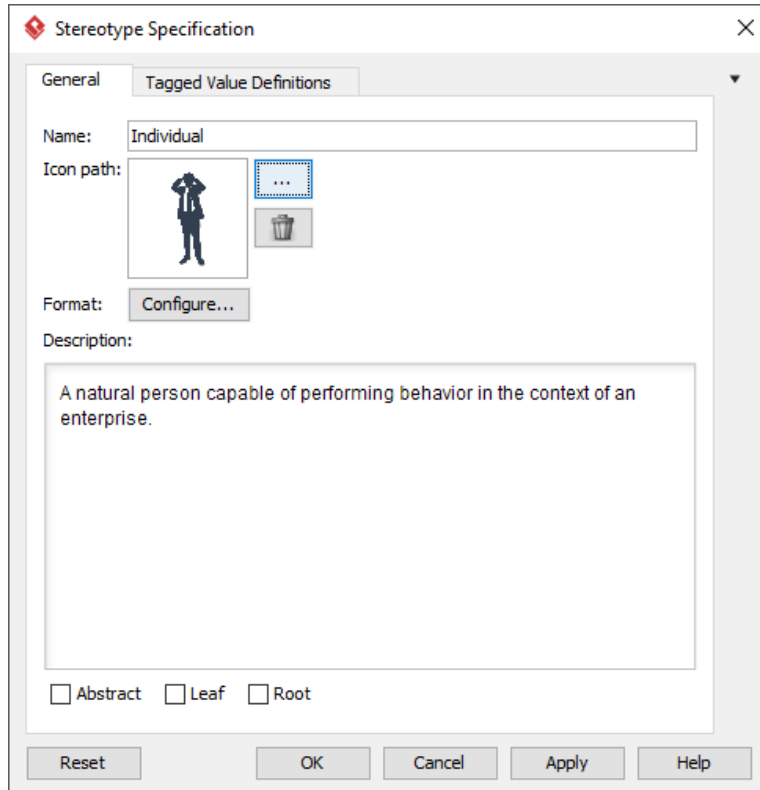 Stereotype Specification
General
Tagged Value Definitions
Name:
Individual
Icon path:
...
Format:
Configure...
Description:
A natural person capable of performing behavior in the context of an
enterprise.
Abstract
Leaf
Root
Reset
OK
Cancel
Apply
Help